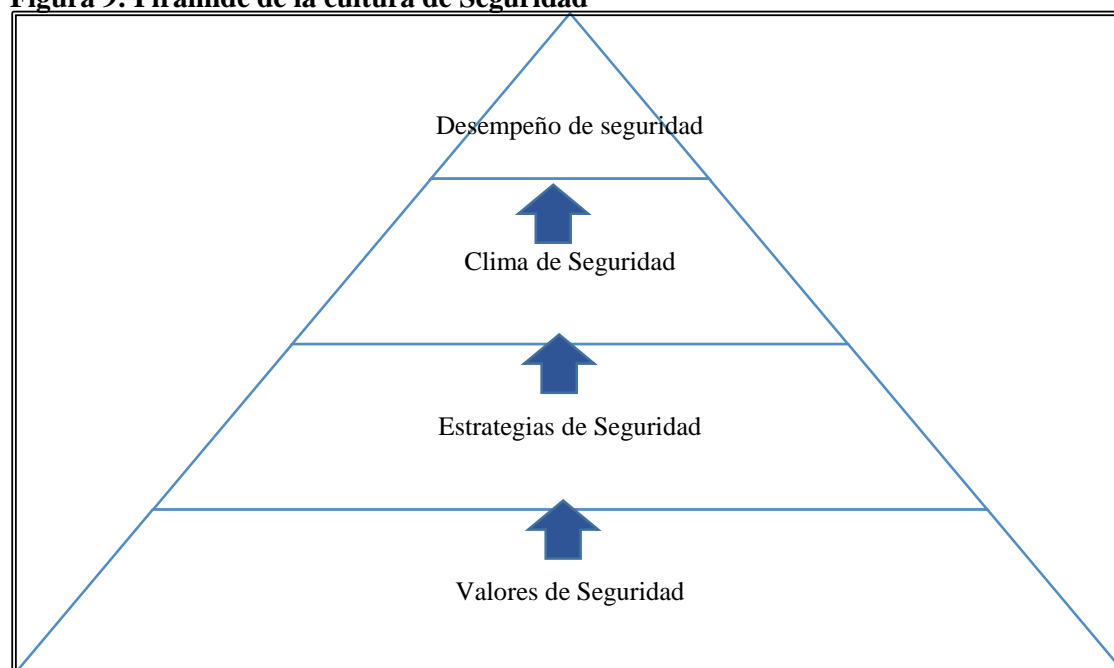 Figura 9. Pirámide de la cultura de Seguridad
Desempeño de seguridad
Clima de Seguridad
Estrategias de Seguridad
Valores de Seguridad